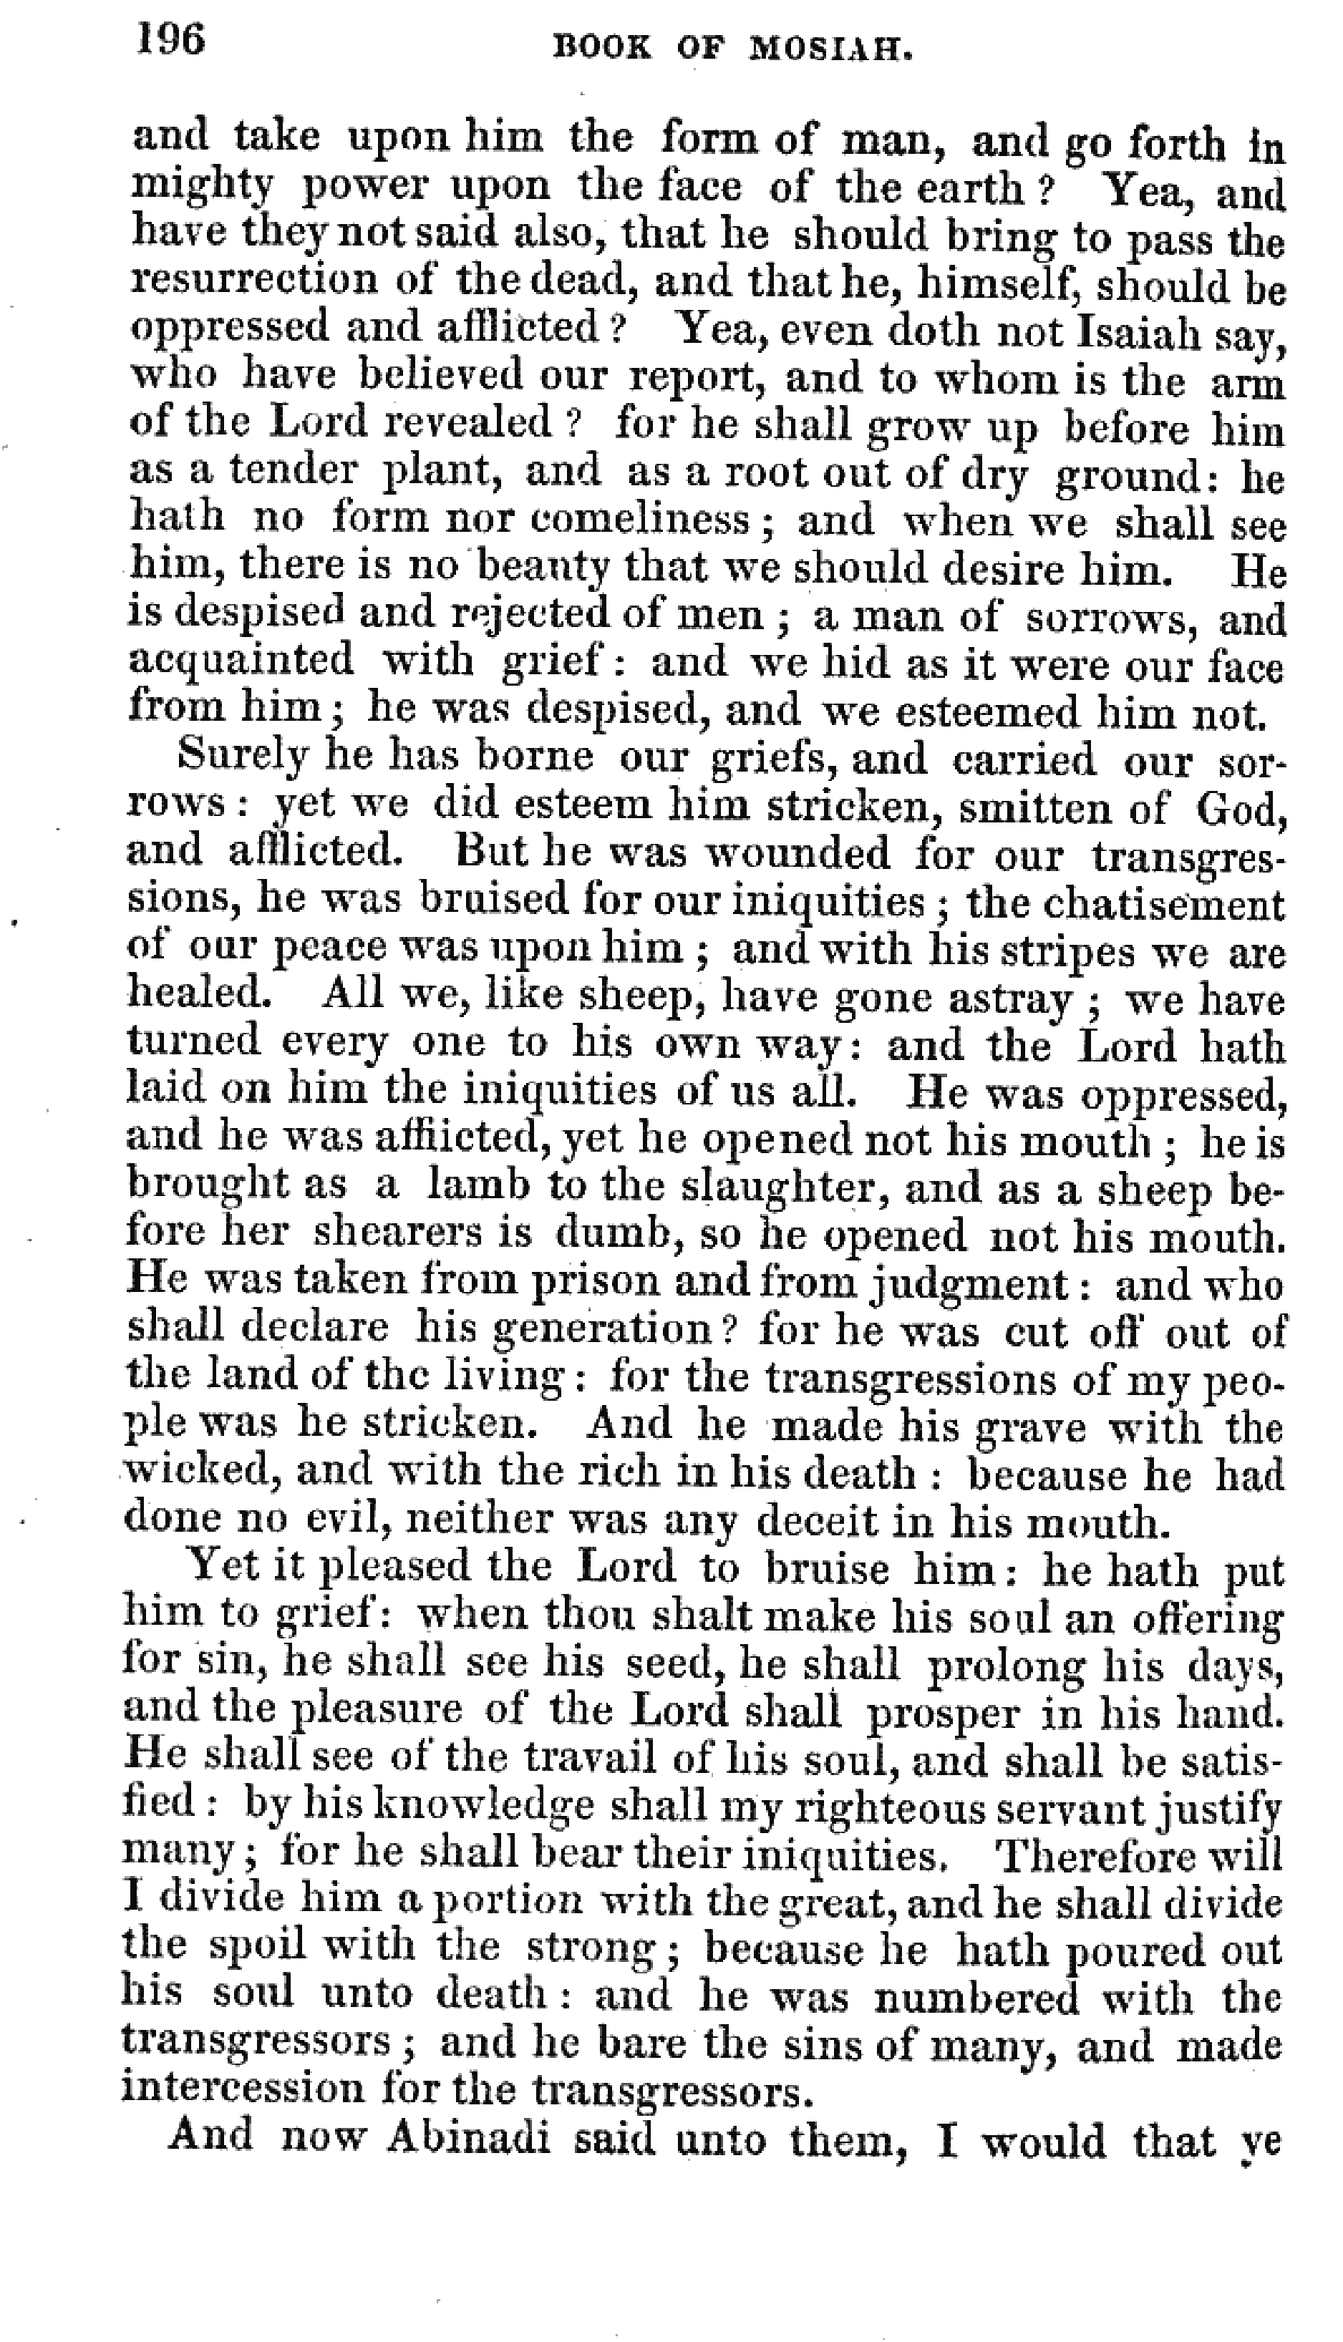 196 BOOK OF MOSIAH.
and take upon him the form of man, and go forth in
mighty power upon the face of the earth? Yea, and
have they not said also, that he should bring to pass the
resurrection of the dead, and that he, himself, should be
oppressed and afflicted? Yea, even doth not Isaiah say,
who have believed our report, and to whom is the arm
of the Lord revealed? for he shall grow up before him
as a tender plant, and as a root out of dry ground: he
hath no form nor comeliness; and when we shall see
him, there is no beauty that we should desire him. He
is despised and rejected of men; a man of sorrows, and
acquainted with grief: and we hid as it were our face
from him; he was despised, and we esteemed him not.
Surely he has borne our griefs, and carried our sor-
rows: yet we did esteem him stricken, smitten of God,
and afflicted. But he was wounded for our transgres-
sions, he was bruised for our iniquities; the chatisement
of our peace was upon him; and with his stripes we are
healed. All we, like sheep, have gone astray; we have
turned every one to his own way: and the Lord hath
laid on him the iniquities of us all. He was oppressed,
and he was afflicted, yet he opened not his mouth; he is
brought as a lamb to the slaughter, and as a sheep be-
fore her shearers is dumb, so he opened not his mouth.
He was taken from prison and from judgment: and who
shall declare his generation? for he was cut off out of
the land of the living: for the transgressions of my peo-
ple was he stricken. And he made his grave with the
wicked, and with the rich in his death: because he had
done no evil, neither was any deceit in his mouth.
Yet it pleased the Lord to bruise him: he hath put
him to grief: when thou shalt make his soul an offering
for sin, he shall see his seed, he shall prolong his days,
and the pleasure of the Lord shall prosper in his hand.
He shall see of the travail of his soul, and shall be satis-
fied: by his knowledge shall my righteous servant justify
many; for he shall bear their iniquities. Therefore will
I divide him a portion with the great, and he shall divide
the spoil with the strong; because he hath poured out
his soul unto death: and he was numbered with the
transgressors; and he bare the sins of many, and made
intercession for the transgressors.
And now Abinadi said unto them, I would that ye